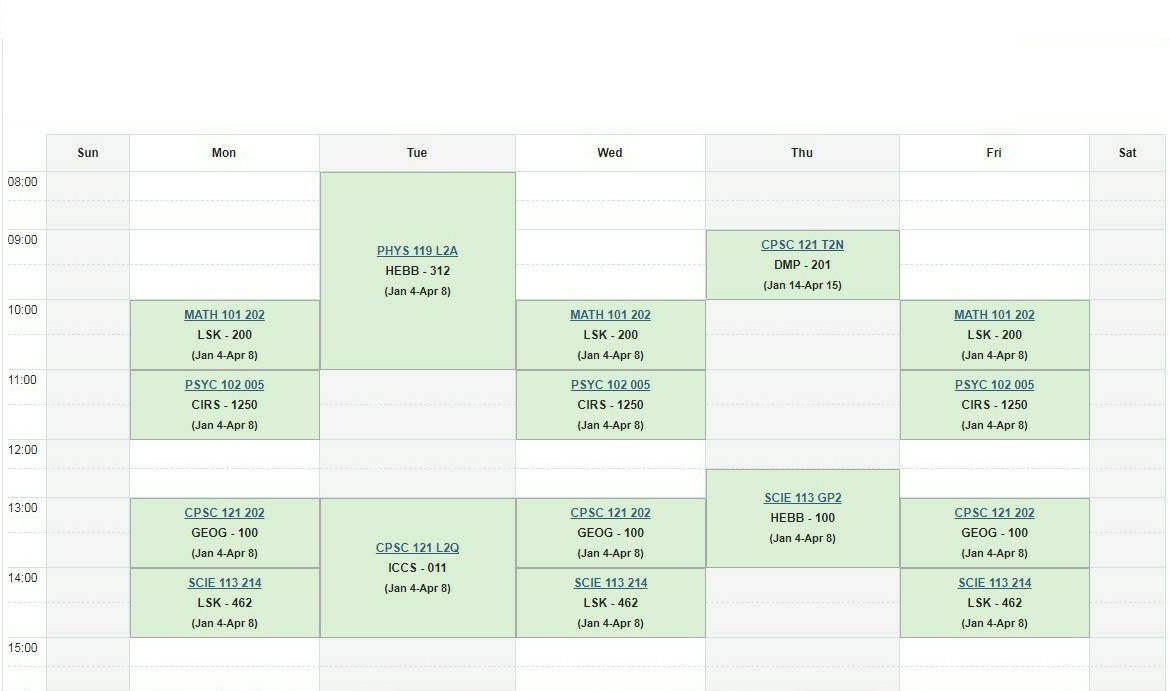 Sun Mon Tue Wed Thu Fri Sat
08:00
PHYS 119 L2A
HEBB - 312
(Jan 4-Apr 8)
09:00
CPSC 121 T2N
DMP - 201
(Jan 14-Apr 15)
10:00
MATH 101 202
LSK - 200
(Jan 4-Apr 8)
MATH 101 202
LSK - 200
(Jan 4-Apr 8)
MATH 101 202
LSK - 200
(Jan 4-Apr 8)
11:00
PSYC 102 005
CIRS - 1250
(Jan 4-Apr 8)
PSYC 102 005
CIRS - 1250
(Jan 4-Apr 8)
PSYC 102 005
CIRS - 1250
(Jan 4-Apr 8)
12:00
SCIE 113 GP2
HEBB - 100
(Jan 4-Apr 8)
13:00
CPSC 121 202
GEOG - 100
(Jan 4-Apr 8)
CPSC 121 L2Q
ICCS - 011
(Jan 4-Apr 8)
CPSC 121 202
GEOG - 100
(Jan 4-Apr 8)
CPSC 121 202
GEOG - 100
(Jan 4-Apr 8)
14:00
SCIE 113 214
LSK - 462
(Jan 4-Apr 8)
SCIE 113 214
LSK - 462
(Jan 4-Apr 8)
SCIE 113 214
LSK - 462
(Jan 4-Apr 8)
15:00